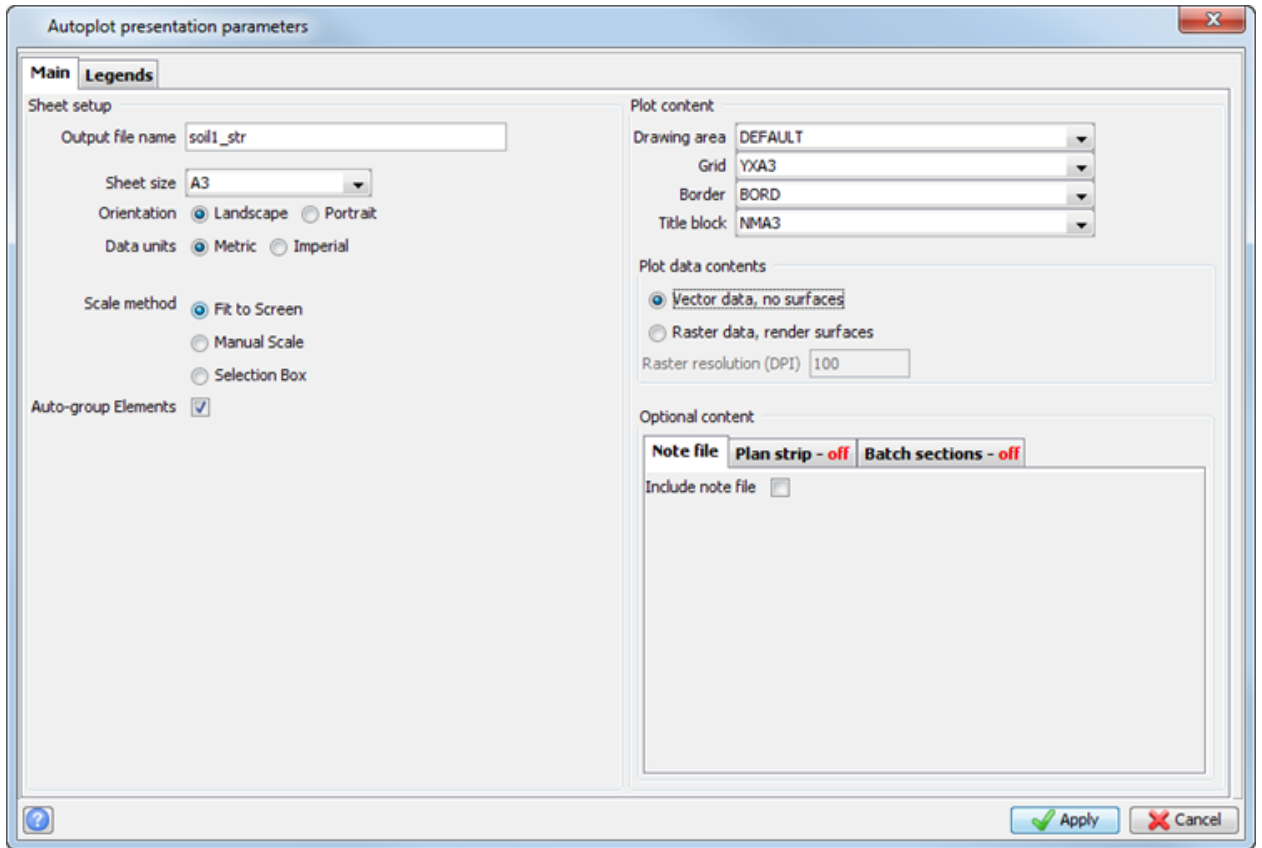 Autoplot presentation parameters
Main Legends
Sheet setup
Output file name soil1_str
Sheet size A3
Orientation Landscape Portrait
Data units Metric Imperial
Scale method Fit to Screen
Manual Scale
Selection Box
Auto-group Elements
Plot content
Drawing area DEFAULT
Grid YXA3
Border BORD
Title block NMA3
Plot data contents
Vector data, no surfaces
Raster data, render surfaces
Raster resolution (DPI) 100
Optional content
Note file Plan strip - off Batch sections - off
Include note file
? Apply Cancel